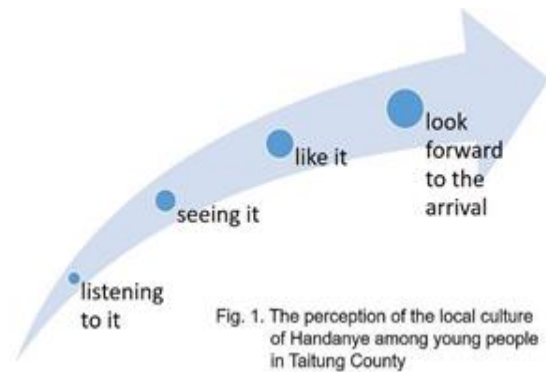 look
forward
to the
arrival
like it
seeing it
listening
to it
Fig. 1. The perception of the local culture
of Handanye among young people
in Taitung County